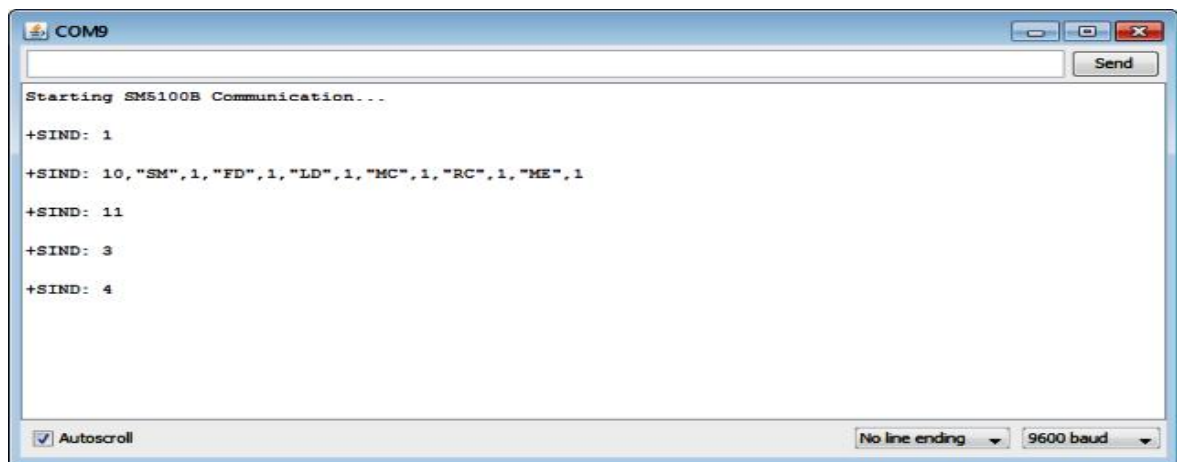 COM9
Send
Starting SM5100B Communication...
+SIND: 1
+SIND: 10,"SM",1,"FD",1,"LD",1,"MC",1,"RC",1,"ME",1
+SIND: 11
+SIND: 3
+SIND: 4
Autoscroll
No line ending
9600 baud